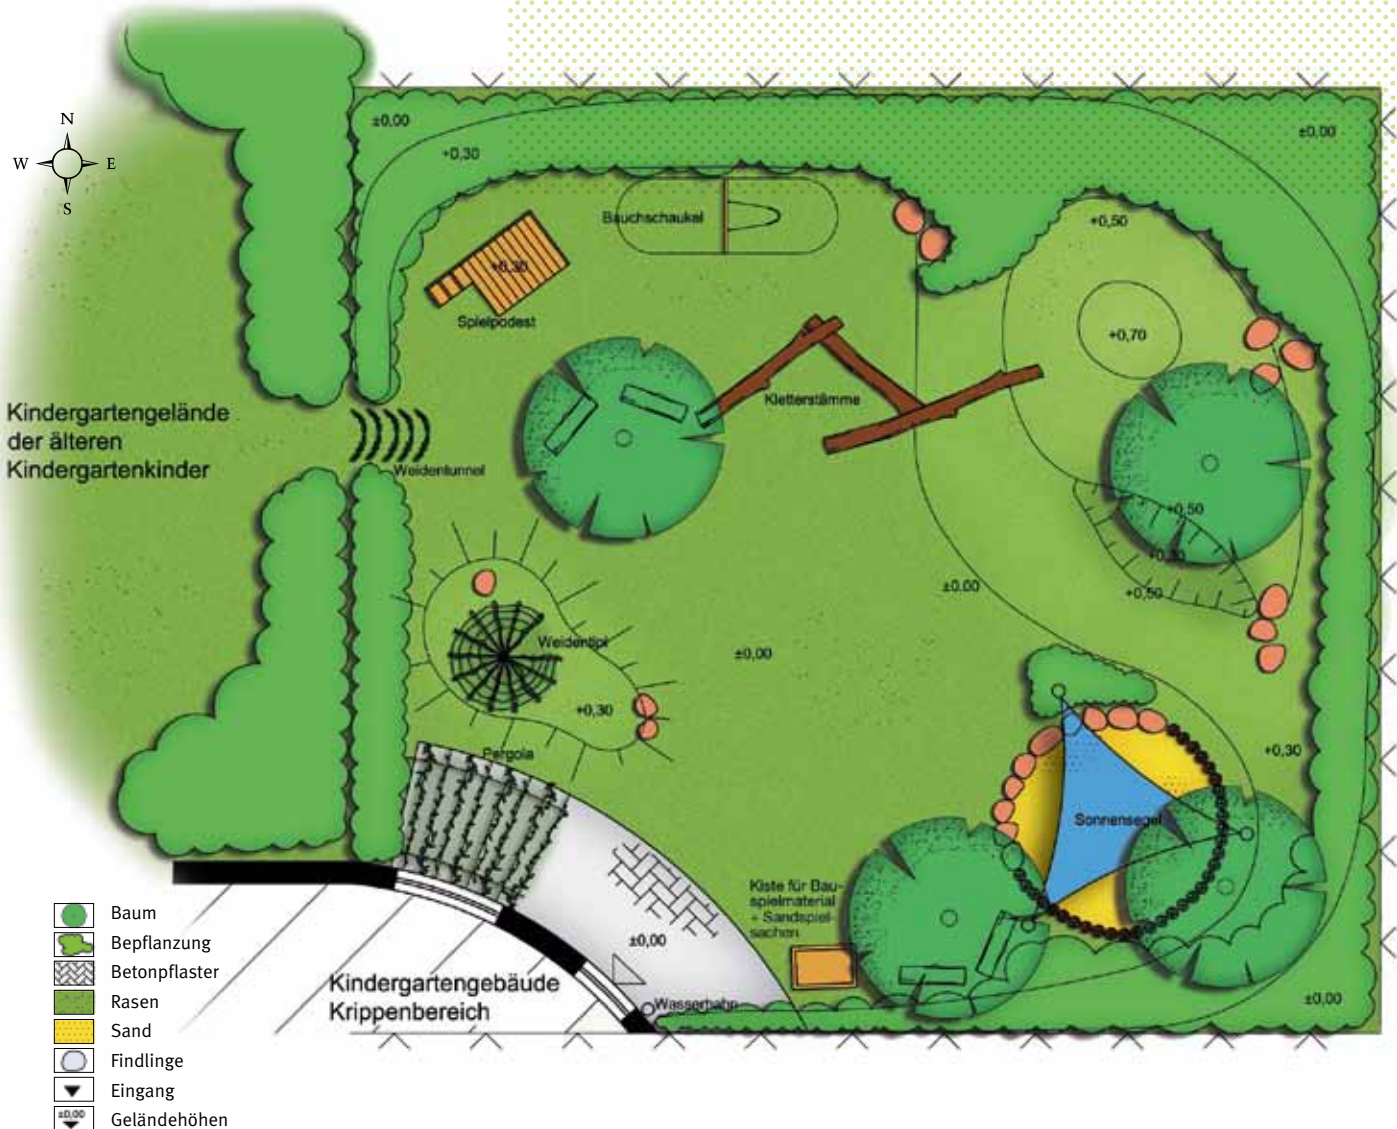 N
W E
S
±0,00
+0,30
±0,00
Bauchschaukel
+0,50
+0,30
Spielpodest
+0,70
Kletterstämme
Kindergartengelände
der älteren
Kindergartenkinder
Weidentunnel
+0,50
+0,50
±0,00
Weidentipi
±0,00
+0,30
Pergola
+0,30
Sonnensegel
Kiste für Bau-
spielmaterial
+ Sandspiel-
sachen
±0,00
Kindergartengebäude
Krippenbereich
Wasserhahn
±0,00
Baum
Bepflanzung
Betonpflaster
Rasen
Sand
Findlinge
Eingang
±0,00
Geländehöhen